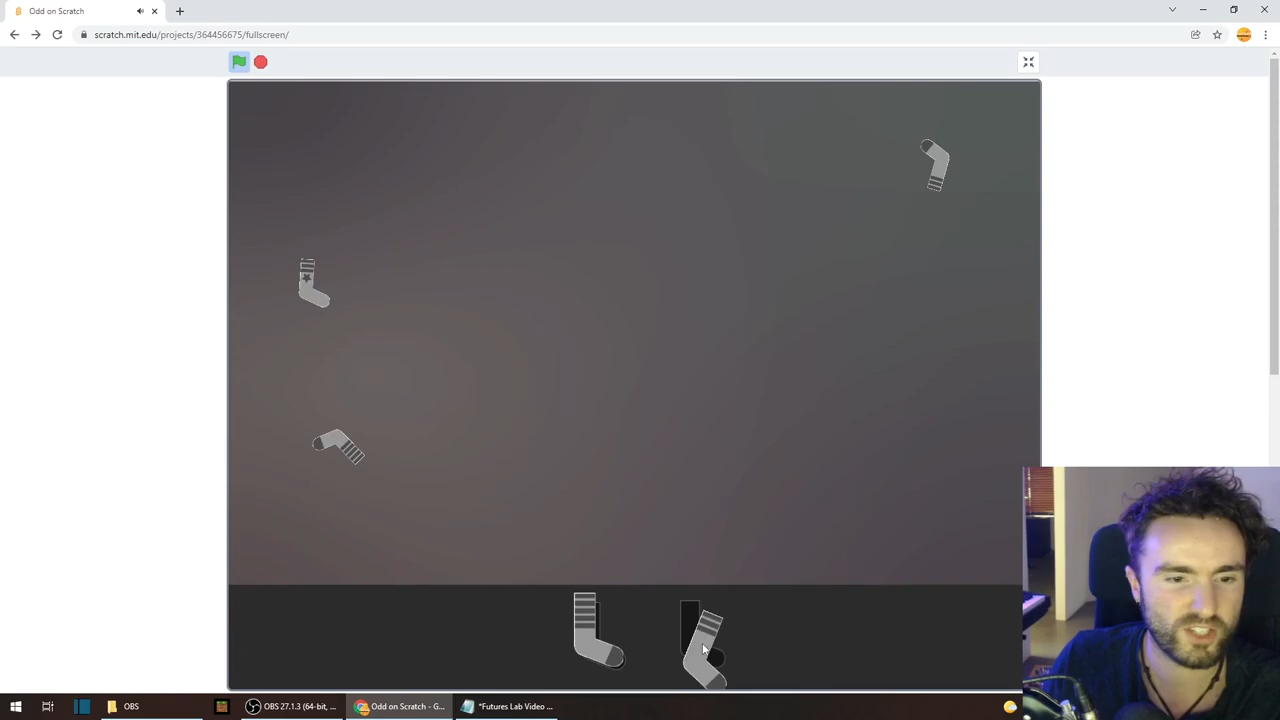 Odd on Scratch
scratch.mit.edu/projects/364456675/fullscreen/
OBS
OBS 27.1.3 (64-bit, ...
Odd on Scratch - G...
*Futures Lab Video ...